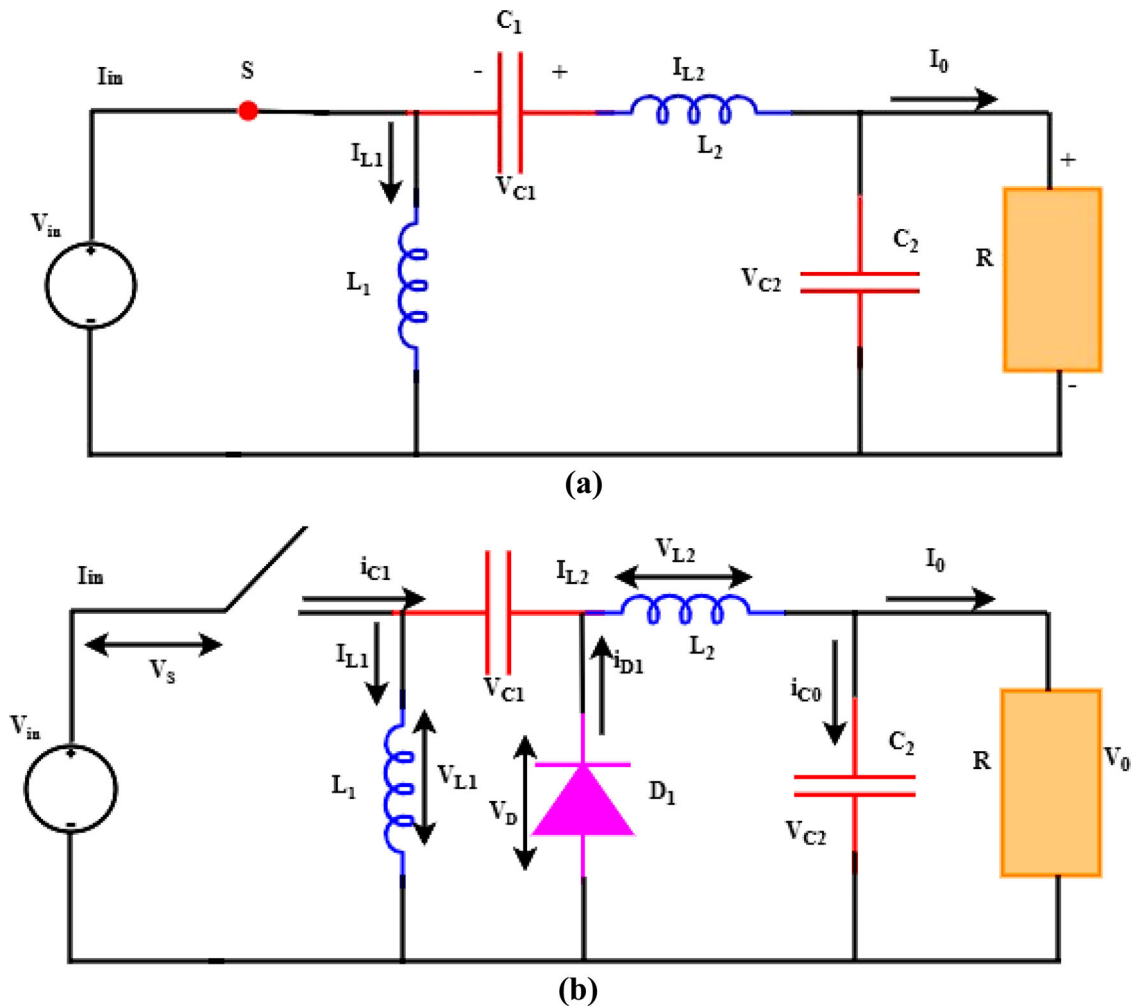 C1
Iin S - + IL2 I0
IL1 L2 +
VC1
Vin
L1 VC2 C2 R
-
(a)
Iin iC1 IL2 VL2 I0
VS IL1 VC1 iD1 L2 iC0
Vin
L1 VL1 VD D1 C2 R V0
VC2
(b)